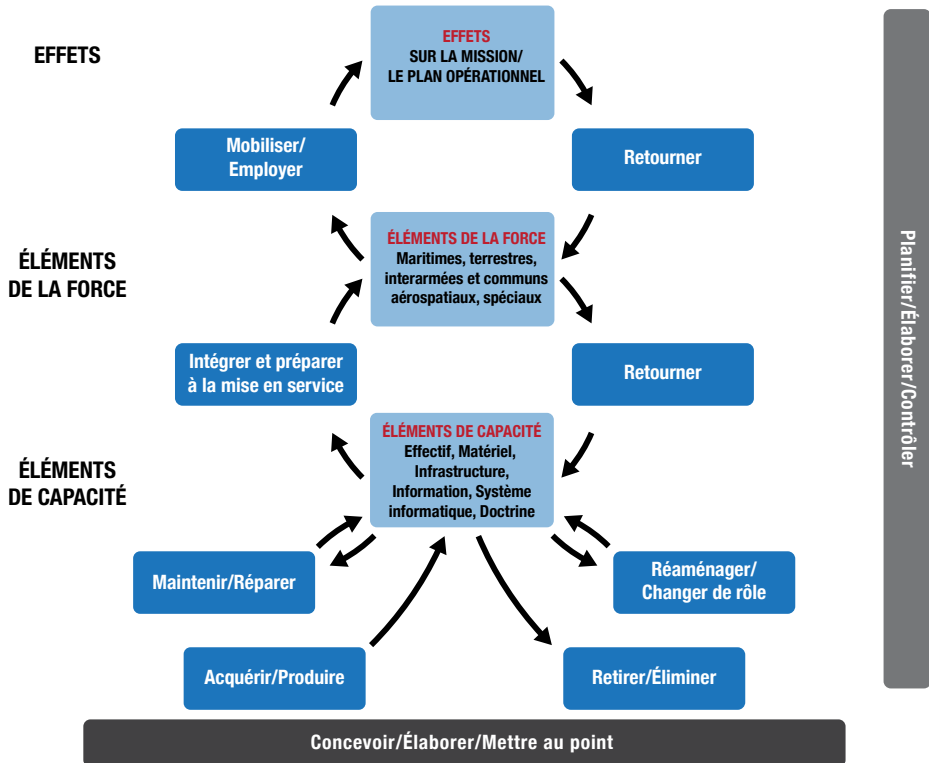 EFFETS
EFFETS
SUR LA MISSION/
LE PLAN OPÉRATIONNEL
Mobiliser/
Employer
Retourner
ÉLÉMENTS
DE LA FORCE
ÉLÉMENTS DE LA FORCE
Maritimes, terrestres,
interarmées et communs
aérospatiaux, spéciaux
Intégrer et préparer
à la mise en service
Retourner
ÉLÉMENTS
DE CAPACITÉ
ÉLÉMENTS DE CAPACITÉ
Effectif, Matériel,
Infrastructure,
Information, Système
informatique, Doctrine
Maintenir/Réparer
Réaménager/
Changer de rôle
Acquérir/Produire
Retirer/Éliminer
Concevoir/Élaborer/Mettre au point
Planifier/Élaborer/Contrôler